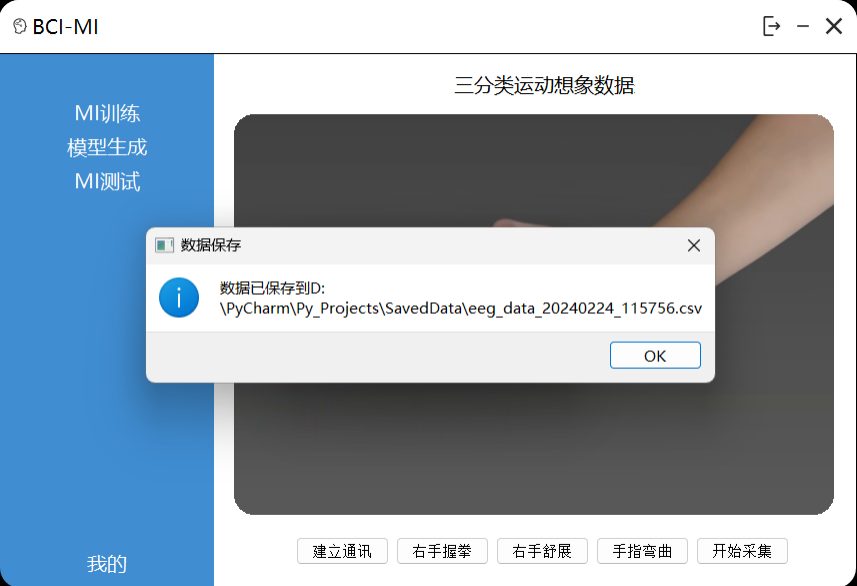 BCI-MI
三分类运动想象数据
MI训练
模型生成
MI测试
数据保存
数据已保存到D:
\PyCharm\Py_Projects\SavedData\eeg_data_20240224_115756.csv
OK
建立通讯
右手握拳
右手舒展
手指弯曲
开始采集
我的